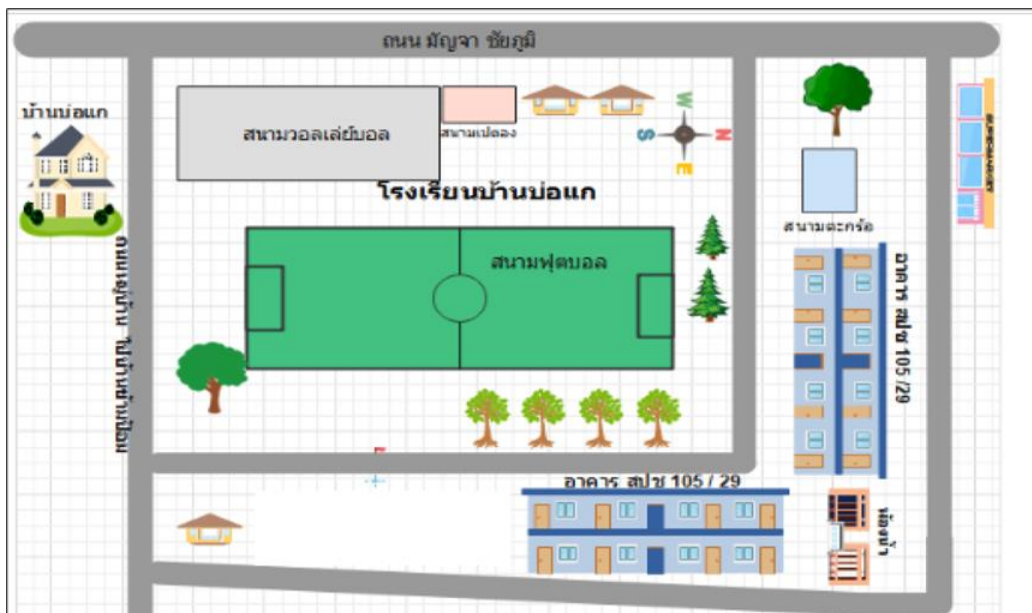 ถนน มัญจา ชัยภูมิ
บ้านบ่อแก
สนามวอลเล่ย์บอล
สนามเปตอง
W
S
N
E
โรงเรียนบ้านบ่อแก
สนามตะกร้อ
สนามฟุตบอล
อาคาร สปช 105 /29
อาคาร สปช 105 / 29
ห้องน้ำ